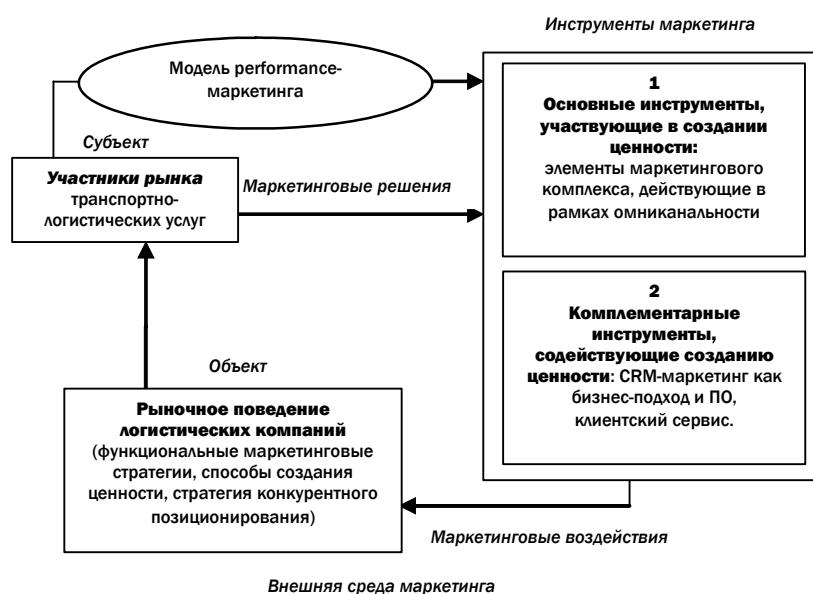 Инструменты маркетинга
Модель performance-
маркетинга
1
Основные инструменты,
участвующие в создании
ценности:
элементы маркетингового
комплекса, действующие в
рамках омниканальности
Субъект
Участники рынка
транспортно-
логистических услуг
Маркетинговые решения
2
Комплементарные
инструменты,
содействующие созданию
ценности: CRM-маркетинг как
бизнес-подход и ПО,
клиентский сервис.
Объект
Рыночное поведение
логистических компаний
(функциональные маркетинговые
стратегии, способы создания
ценности, стратегия конкурентного
позиционирования)
Маркетинговые воздействия
Внешняя среда маркетинга